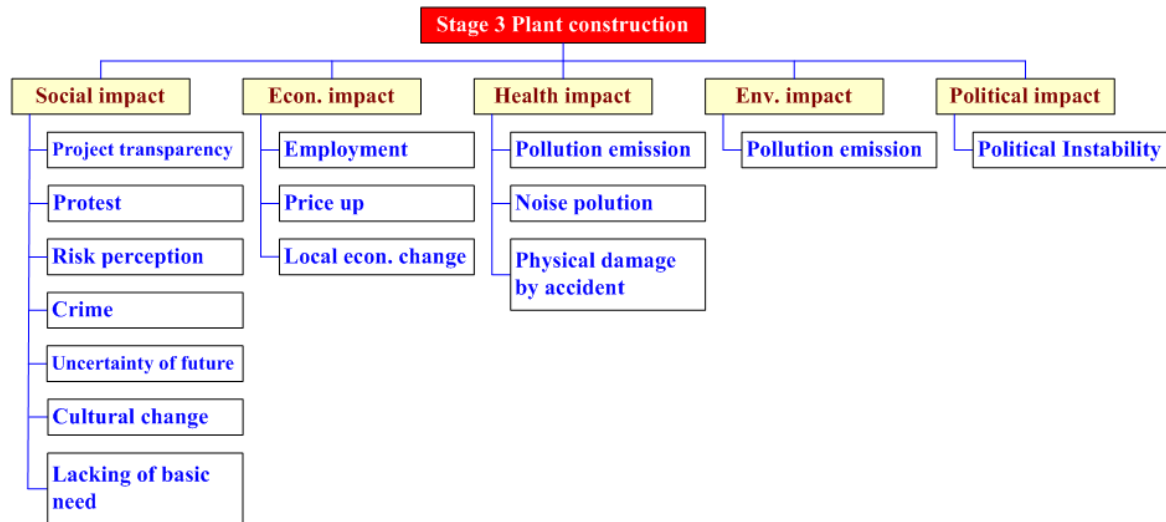 Stage 3 Plant construction
Social impact
Econ. impact
Health impact
Env. impact
Political impact
Project transparency
Protest
Risk perception
Crime
Uncertainty of future
Cultural change
Lacking of basic
need
Employment
Price up
Local econ. change
Pollution emission
Noise polution
Physical damage
by accident
Pollution emission
Political Instability